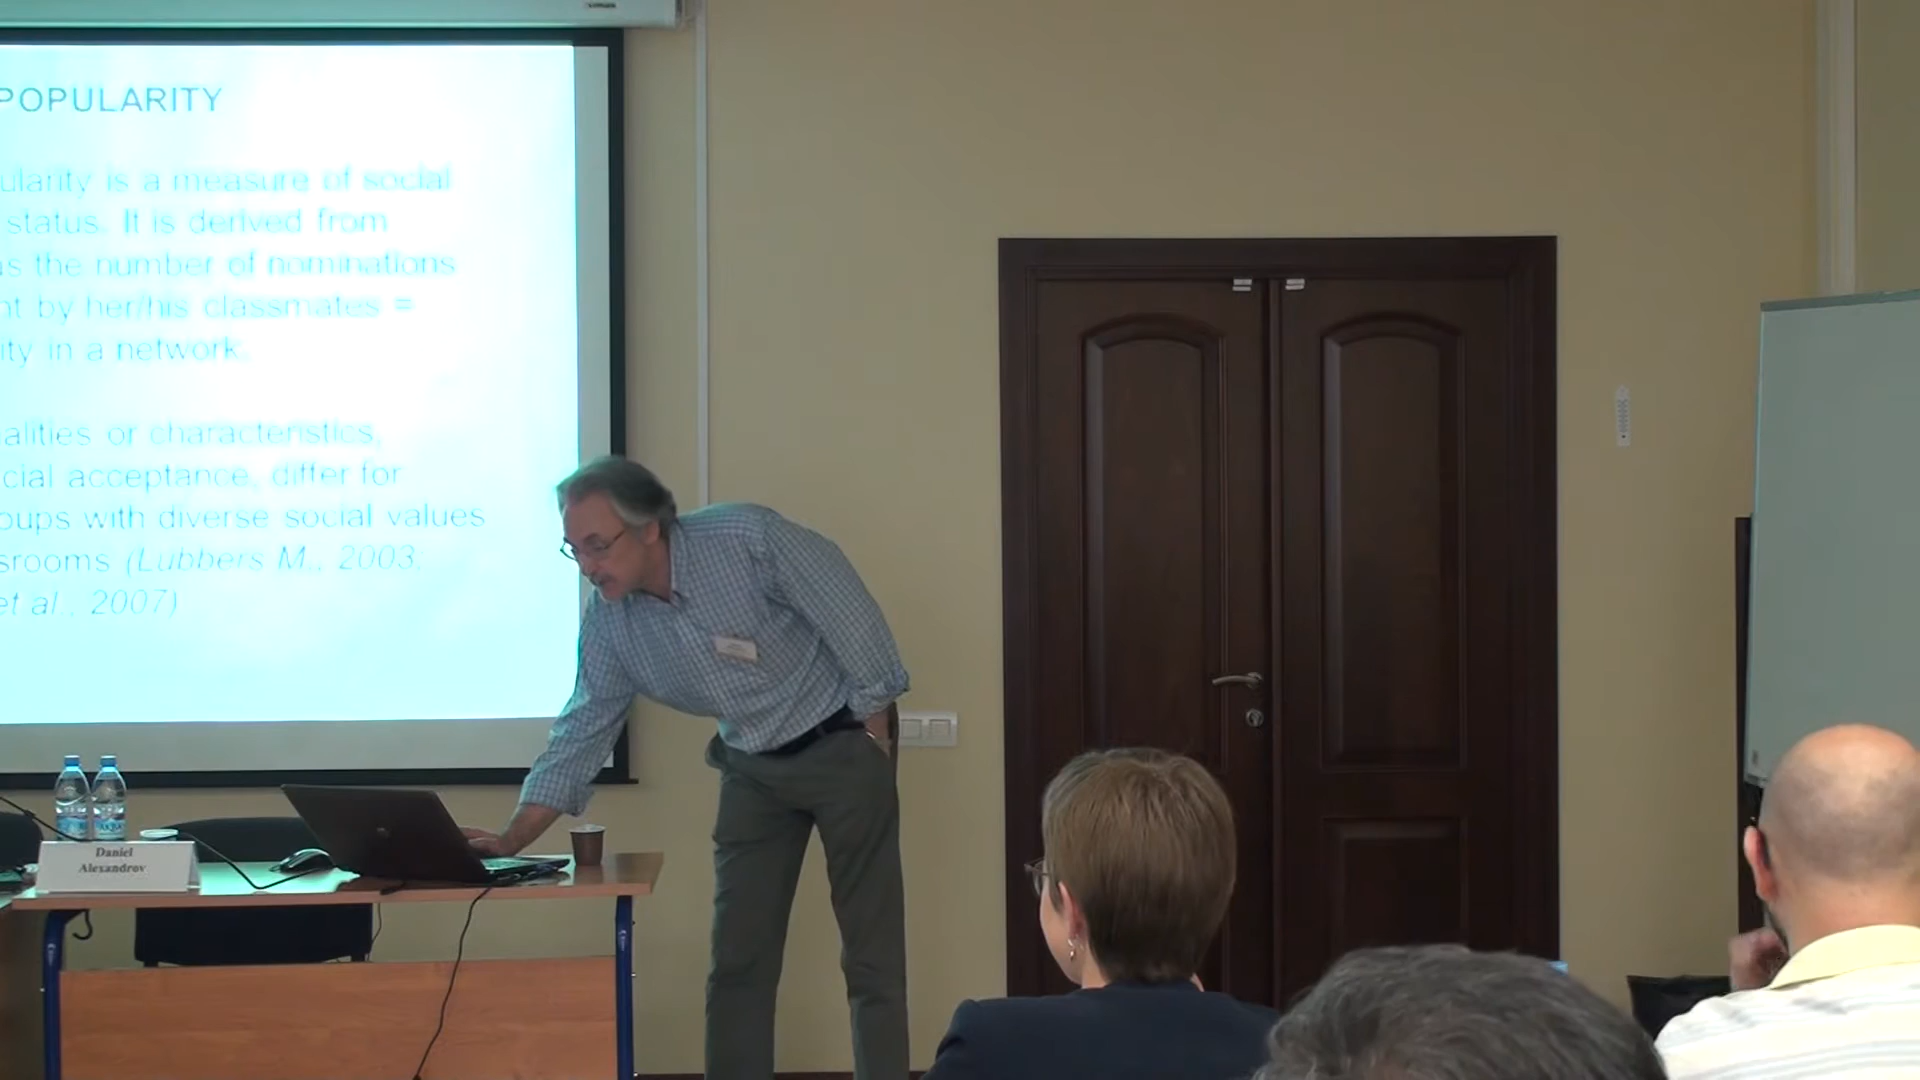 POPULARITY
ularity is a measure of social
status. It is derived from
as the number of nominations
nt by her/his classmates =
ity in a network.
alities or characteristics,
cial acceptance, differ for
oups with diverse social values
srooms (Lubbers M., 2003;
et al., 2007)
Daniel
Alexandrov